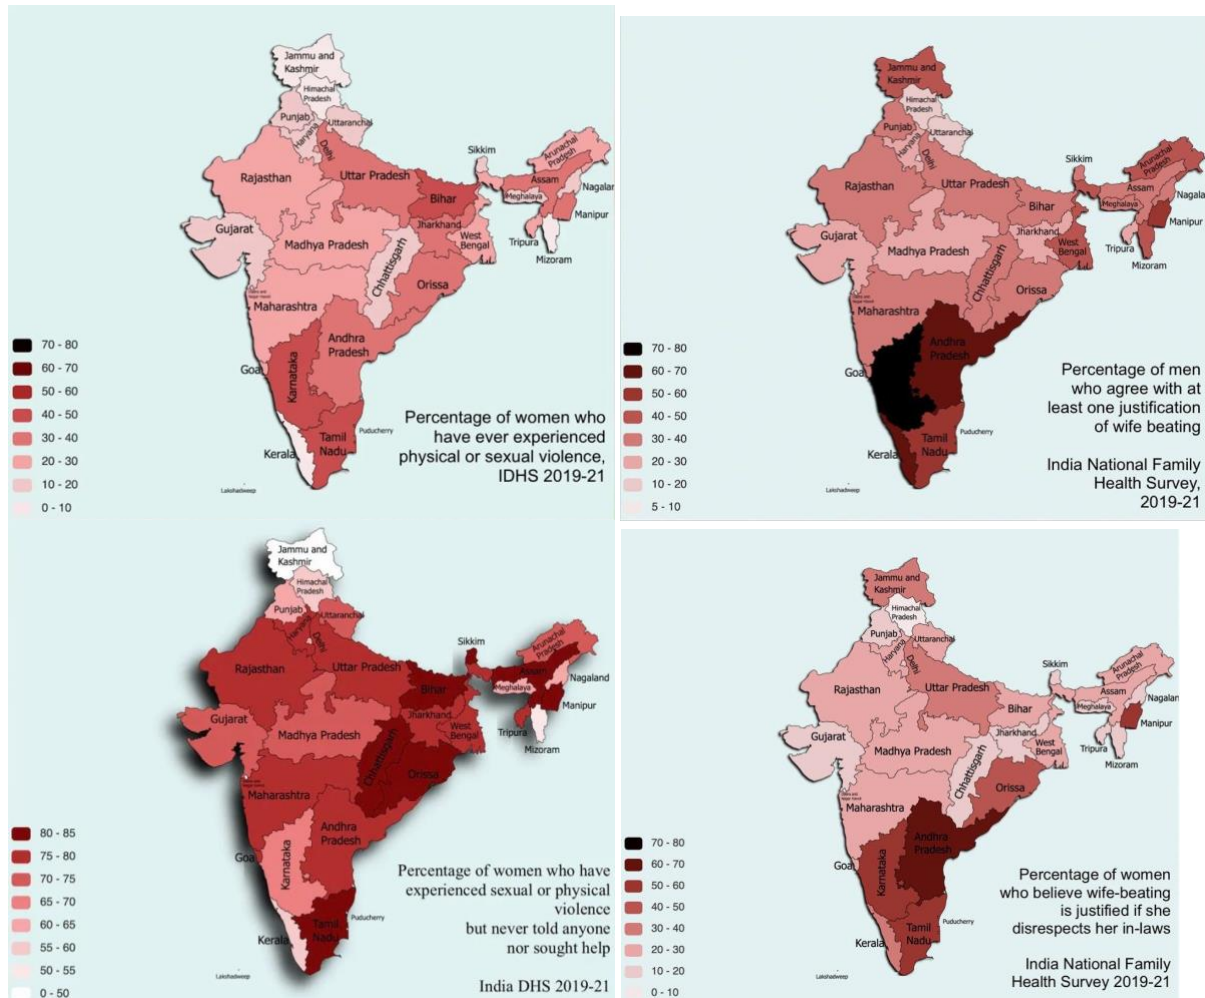 Jammu and
Kashmir
Himachal
Pradesh
Punjab
Uttaranchal
Haryana
Delhi
Rajasthan
Uttar Pradesh
Bihar
Sikkim
Arunachal
Pradesh
Assam
Nagalan
Meghalaya
Manipur
Tripura
Mizoram
Gujarat
Madhya Pradesh
Jharkhand
West
Bengal
Chhattisgarh
Orissa
Maharashtra
Andhra
Pradesh
Goa
Karnataka
Tamil
Nadu
Kerala
Puducherry
Lakshadweep
70 - 80
60 - 70
50 - 60
40 - 50
30 - 40
20 - 30
10 - 20
0 - 10
Percentage of women who
have ever experienced
physical or sexual violence,
IDHS 2019-21
Jammu and
Kashmir
Himachal
Pradesh
Punjab
Uttaranchal
Haryana
Delhi
Rajasthan
Uttar Pradesh
Bihar
Sikkim
Arunachal
Pradesh
Assam
Nagalan
Meghalaya
Manipur
Tripura
Mizoram
Gujarat
Madhya Pradesh
Jharkhand
West
Bengal
Chhattisgarh
Orissa
Maharashtra
Andhra
Pradesh
Goa
Tamil
Nadu
Kerala
Puducherry
Lakshadweep
70 - 80
60 - 70
50 - 60
40 - 50
30 - 40
20 - 30
10 - 20
5 - 10
Percentage of men
who agree with at
least one justification
of wife beating
India National Family
Health Survey,
2019-21
Jammu and
Kashmir
Himachal
Pradesh
Punjab
Uttaranchal
Haryana
Delhi
Rajasthan
Uttar Pradesh
Bihar
Sikkim
Arunachal
Pradesh
Assam
Nagaland
Meghalaya
Manipur
Tripura
Mizoram
Gujarat
Madhya Pradesh
Jharkhand
West
Bengal
Chhattisgarh
Orissa
Maharashtra
Andhra
Pradesh
Goa
Karnataka
Tamil
Nadu
Kerala
Puducherry
Lakshadweep
80 - 85
75 - 80
70 - 75
65 - 70
60 - 65
55 - 60
50 - 55
0 - 50
Percentage of women who have
experienced sexual or physical
violence
but never told anyone
nor sought help
India DHS 2019-21
Jammu and
Kashmir
Himachal
Pradesh
Punjab
Uttaranchal
Haryana
Delhi
Rajasthan
Uttar Pradesh
Bihar
Sikkim
Arunachal
Pradesh
Assam
Nagalan
Meghalaya
Manipur
Tripura
Mizoram
Gujarat
Madhya Pradesh
Jharkhand
West
Bengal
Chhattisgarh
Orissa
Maharashtra
Andhra
Pradesh
Goa
Karnataka
Tamil
Nadu
Kerala
Puducherry
Lakshadweep
70 - 80
60 - 70
50 - 60
40 - 50
30 - 40
20 - 30
10 - 20
0 - 10
Percentage of women
who believe wife-beating
is justified if she
disrespects her in-laws
India National Family
Health Survey 2019-21